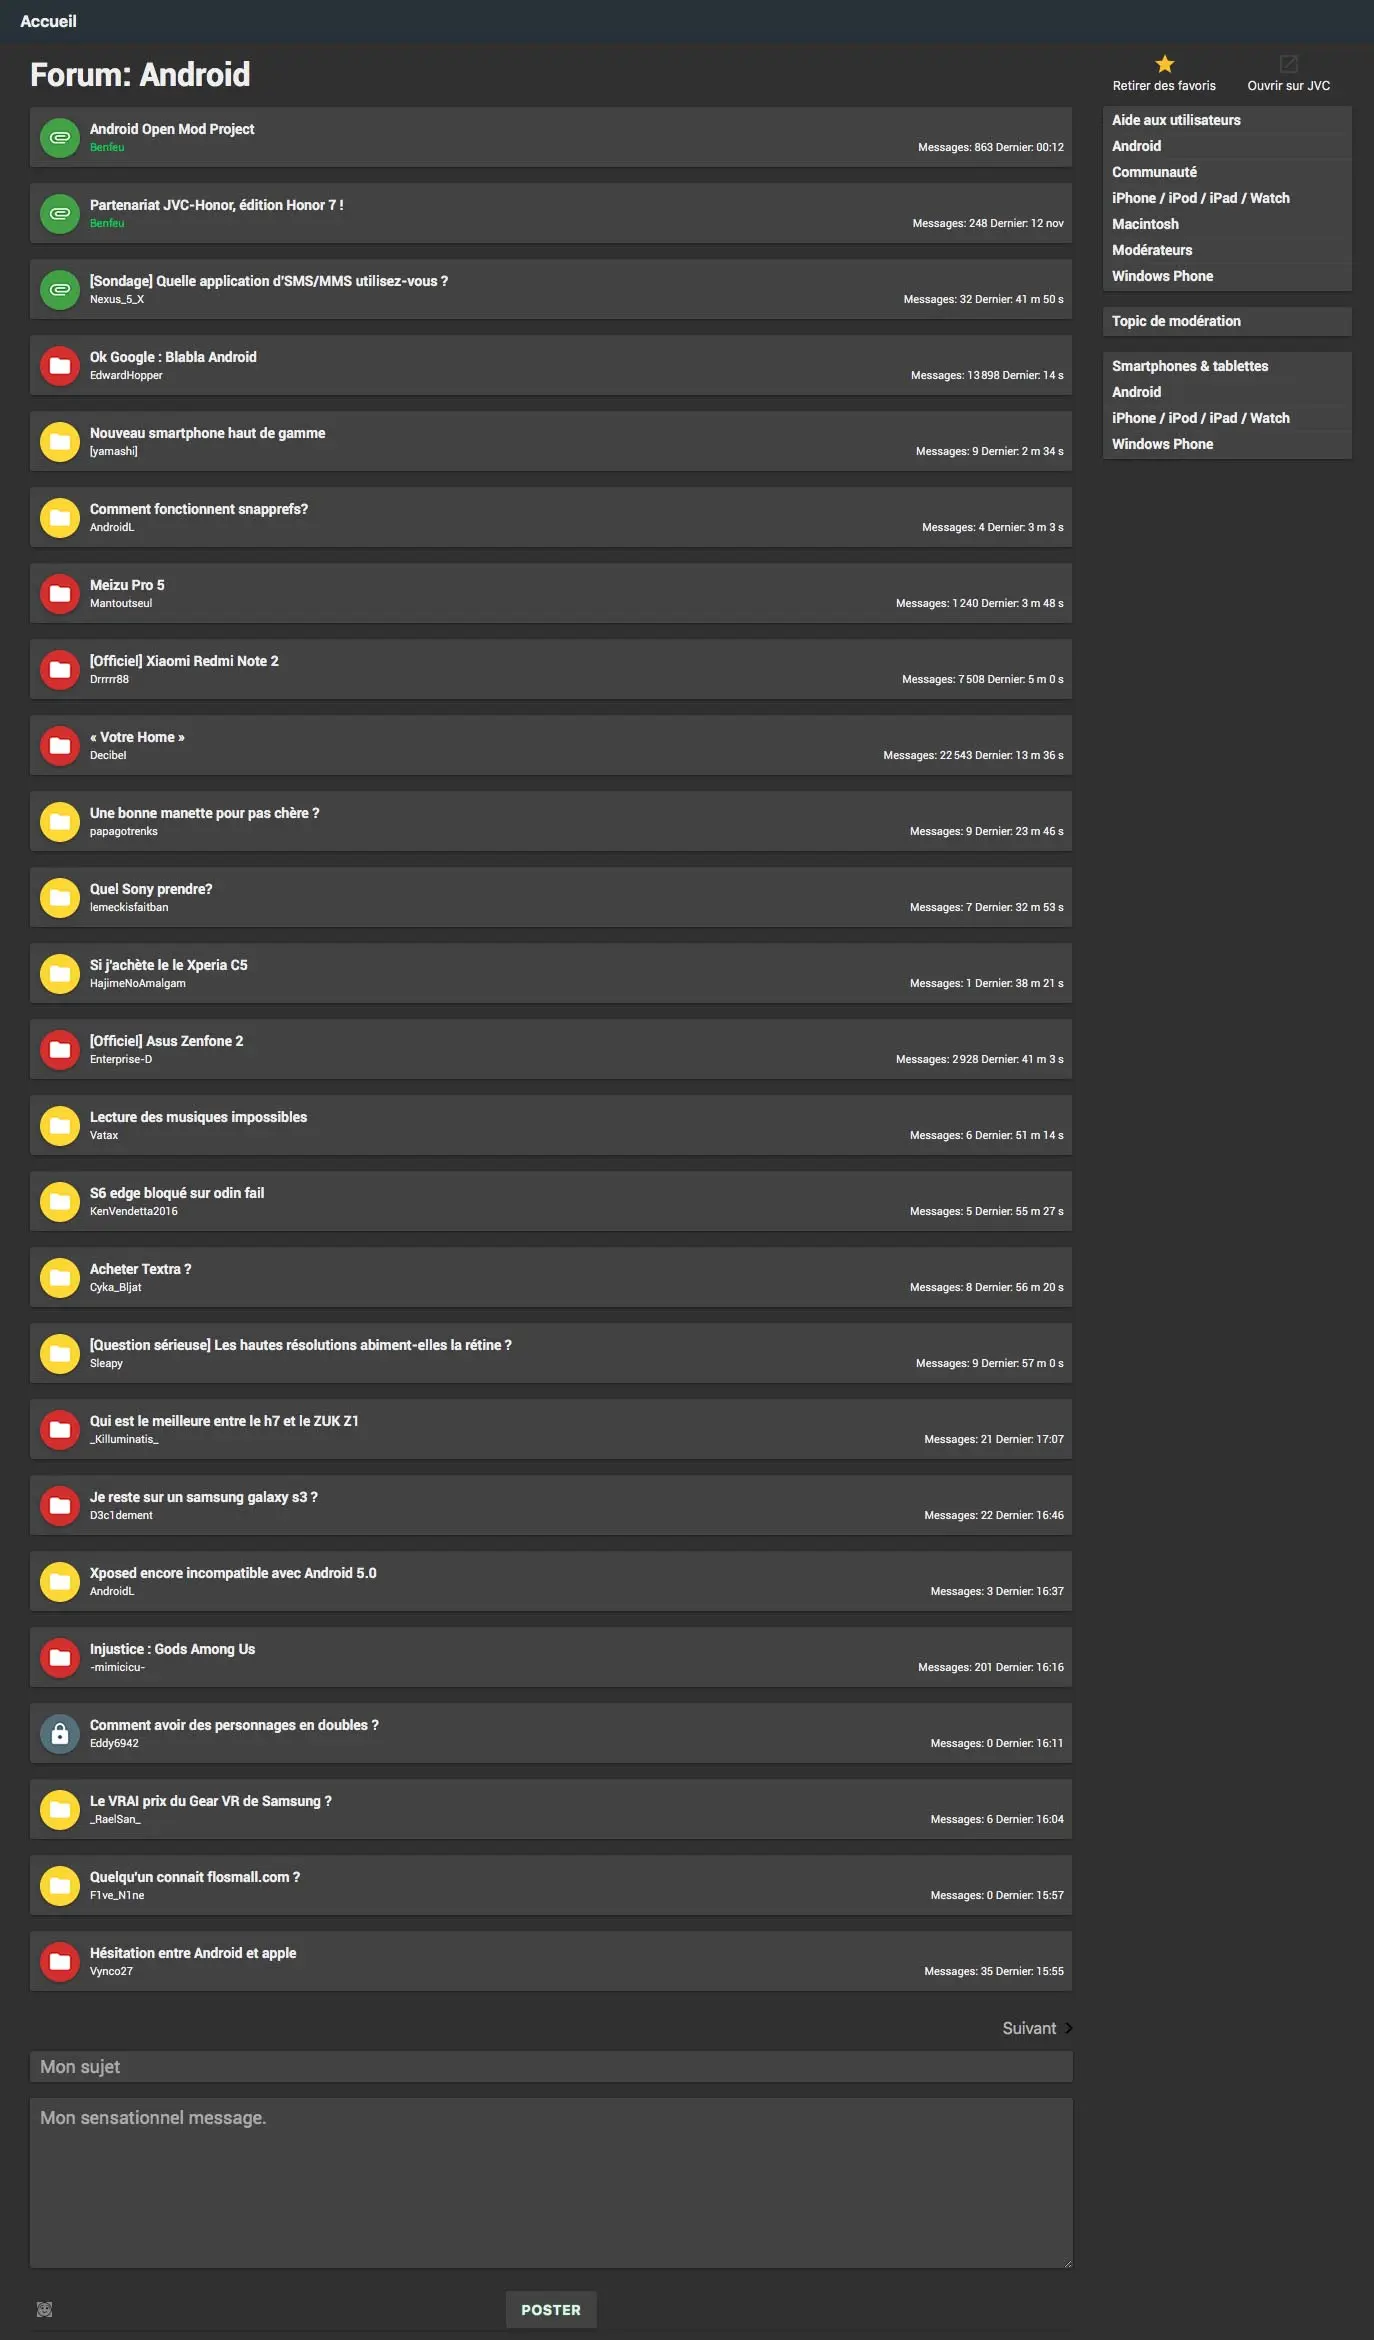 Accueil
Forum: Android
Retirer des favoris
Ouvrir sur JVC
Android Open Mod Project
Benfeu
Messages: 863 Dernier: 00:12
Partenariat JVC-Honor, édition Honor 7 !
Benfeu
Messages: 248 Dernier: 12 nov
[Sondage] Quelle application d'SMS/MMS utilisez-vous ?
Nexus_5_X
Messages: 32 Dernier: 41 m 50 s
Ok Google : Blabla Android
EdwardHopper
Messages: 13 898 Dernier: 14 s
Nouveau smartphone haut de gamme
[yamashi]
Messages: 9 Dernier: 2 m 34 s
Comment fonctionnent snapprefs?
AndroidL
Messages: 4 Dernier: 3 m 3 s
Meizu Pro 5
Mantoutseul
Messages: 1 240 Dernier: 3 m 48 s
[Officiel] Xiaomi Redmi Note 2
Drrrrr88
Messages: 7 508 Dernier: 5 m 0 s
« Votre Home »
Decibel
Messages: 22 543 Dernier: 13 m 36 s
Une bonne manette pour pas chère ?
papagotrenks
Messages: 9 Dernier: 23 m 46 s
Quel Sony prendre?
lemeckisfaitban
Messages: 7 Dernier: 32 m 53 s
Si j'achète le le Xperia C5
HajimeNoAmalgam
Messages: 1 Dernier: 38 m 21 s
[Officiel] Asus Zenfone 2
Enterprise-D
Messages: 2 928 Dernier: 41 m 3 s
Lecture des musiques impossibles
Vatax
Messages: 6 Dernier: 51 m 14 s
S6 edge bloqué sur odin fail
KenVendetta2016
Messages: 5 Dernier: 55 m 27 s
Acheter Textra ?
Cyka_Bljat
Messages: 8 Dernier: 56 m 20 s
[Question sérieuse] Les hautes résolutions abiment-elles la rétine ?
Sleapy
Messages: 9 Dernier: 57 m 0 s
Qui est le meilleure entre le h7 et le ZUK Z1
_Killuminatis_
Messages: 21 Dernier: 17:07
Je reste sur un samsung galaxy s3 ?
D3c1dement
Messages: 22 Dernier: 16:46
Xposed encore incompatible avec Android 5.0
AndroidL
Messages: 3 Dernier: 16:37
Injustice : Gods Among Us
-mimicicu-
Messages: 201 Dernier: 16:16
Comment avoir des personnages en doubles ?
Eddy6942
Messages: 0 Dernier: 16:11
Le VRAI prix du Gear VR de Samsung ?
_RaelSan_
Messages: 6 Dernier: 16:04
Quelqu'un connait flosmall.com ?
F1ve_N1ne
Messages: 0 Dernier: 15:57
Hésitation entre Android et apple
Vynco27
Messages: 35 Dernier: 15:55
Suivant
Mon sujet
Mon sensationnel message.
POSTER
Aide aux utilisateurs
Android
Communauté
iPhone / iPod / iPad / Watch
Macintosh
Modérateurs
Windows Phone
Topic de modération
Smartphones & tablettes
Android
iPhone / iPod / iPad / Watch
Windows Phone